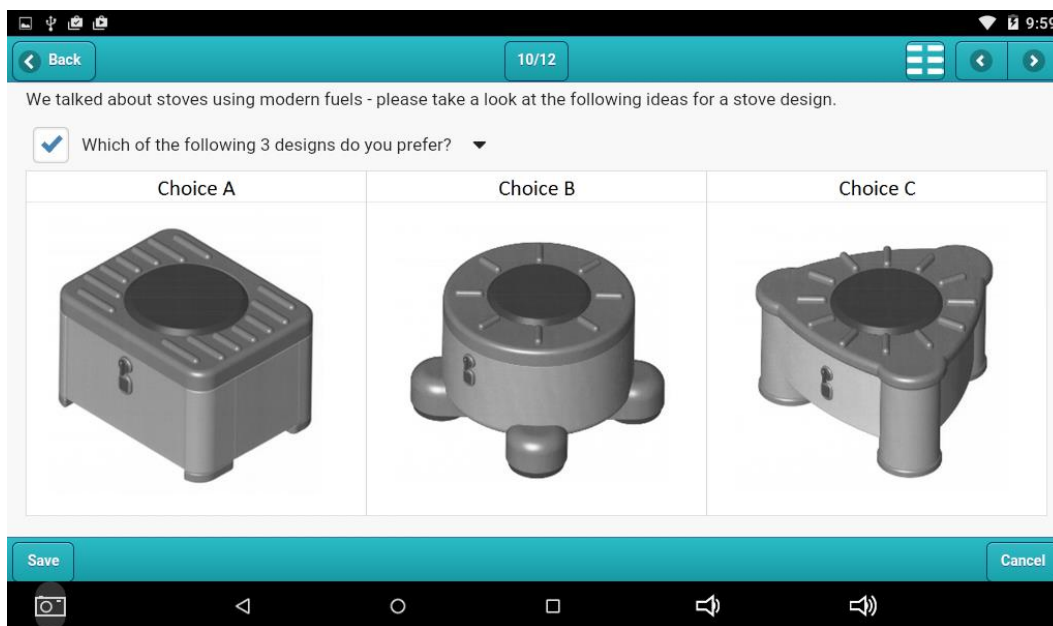 9:59
Back
10/12
We talked about stoves using modern fuels - please take a look at the following ideas for a stove design.
Which of the following 3 designs do you prefer?
Choice A
Choice B
Choice C
Save
Cancel